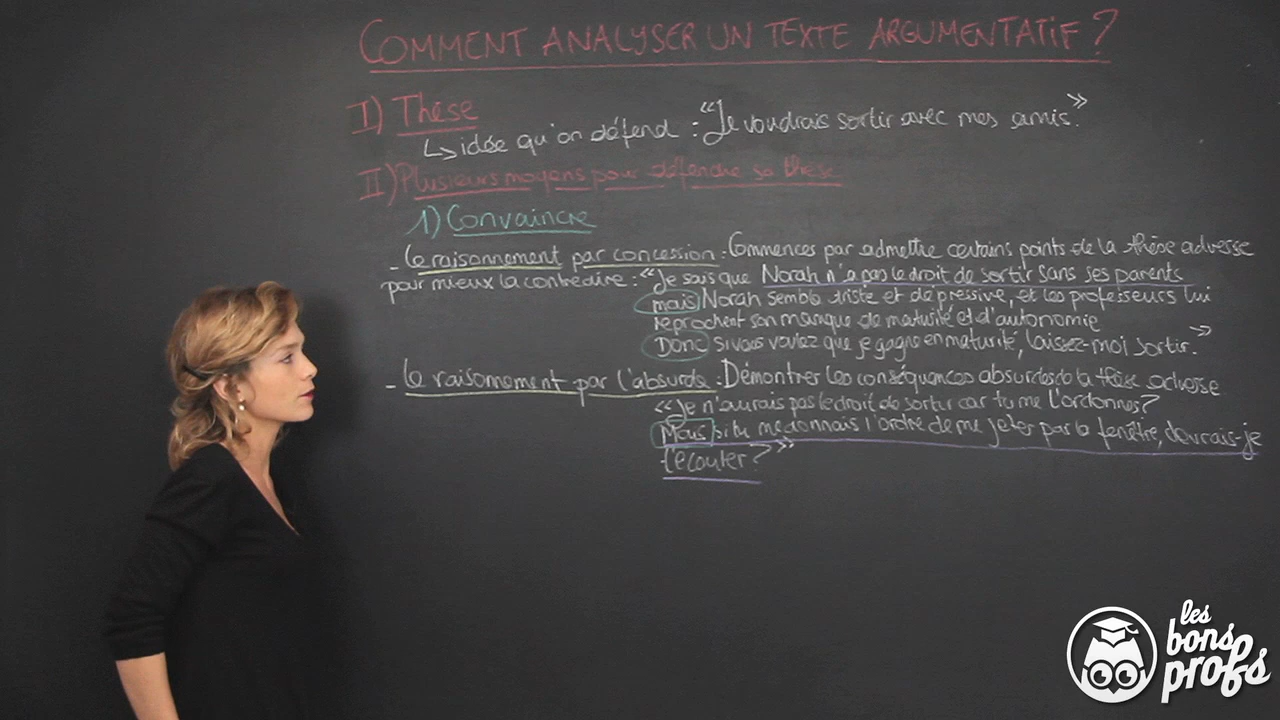 COMMENT ANALYSER UN TEXTE ARGUMENTATIF ?
I) Thèse
↳ idée qu'on défend : "Je voudrais sortir avec mes amis."
II) Plusieurs moyens pour défendre sa thèse
1) Convaincre
- le raisonnement par concession : Commences par admettre certains points de la thèse adverse
pour mieux la contredire : "Je sais que Norah n'a pas le droit de sortir sans ses parents
mais Norah semble triste et dépressive, et les professeurs lui
reprochent son manque de maturité et d'autonomie
Donc si vous voulez que je gagne en maturité, laissez-moi sortir."
- le raisonnement par l'absurde : Démontrer les conséquences absurdes de la thèse adverse
"Je n'aurais pas le droit de sortir car tu me l'ordonnes ?
Mais si tu me donnais l'ordre de me jeter par la fenêtre, devrais-je
t'écouter ? "
les
bons
profs